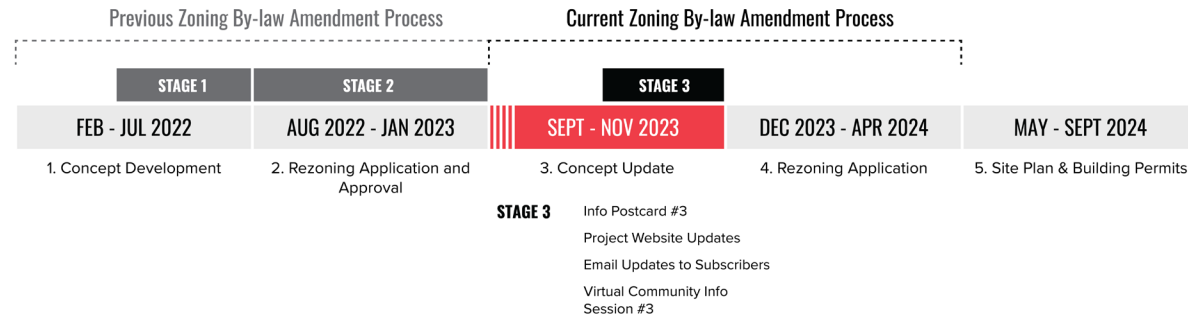 Previous Zoning By-law Amendment Process
Current Zoning By-law Amendment Process
STAGE 1
STAGE 2
STAGE 3
FEB - JUL 2022
AUG 2022 - JAN 2023
SEPT - NOV 2023
DEC 2023 - APR 2024
MAY - SEPT 2024
1. Concept Development
2. Rezoning Application and
Approval
3. Concept Update
4. Rezoning Application
5. Site Plan & Building Permits
STAGE 3
Info Postcard #3
Project Website Updates
Email Updates to Subscribers
Virtual Community Info
Session #3